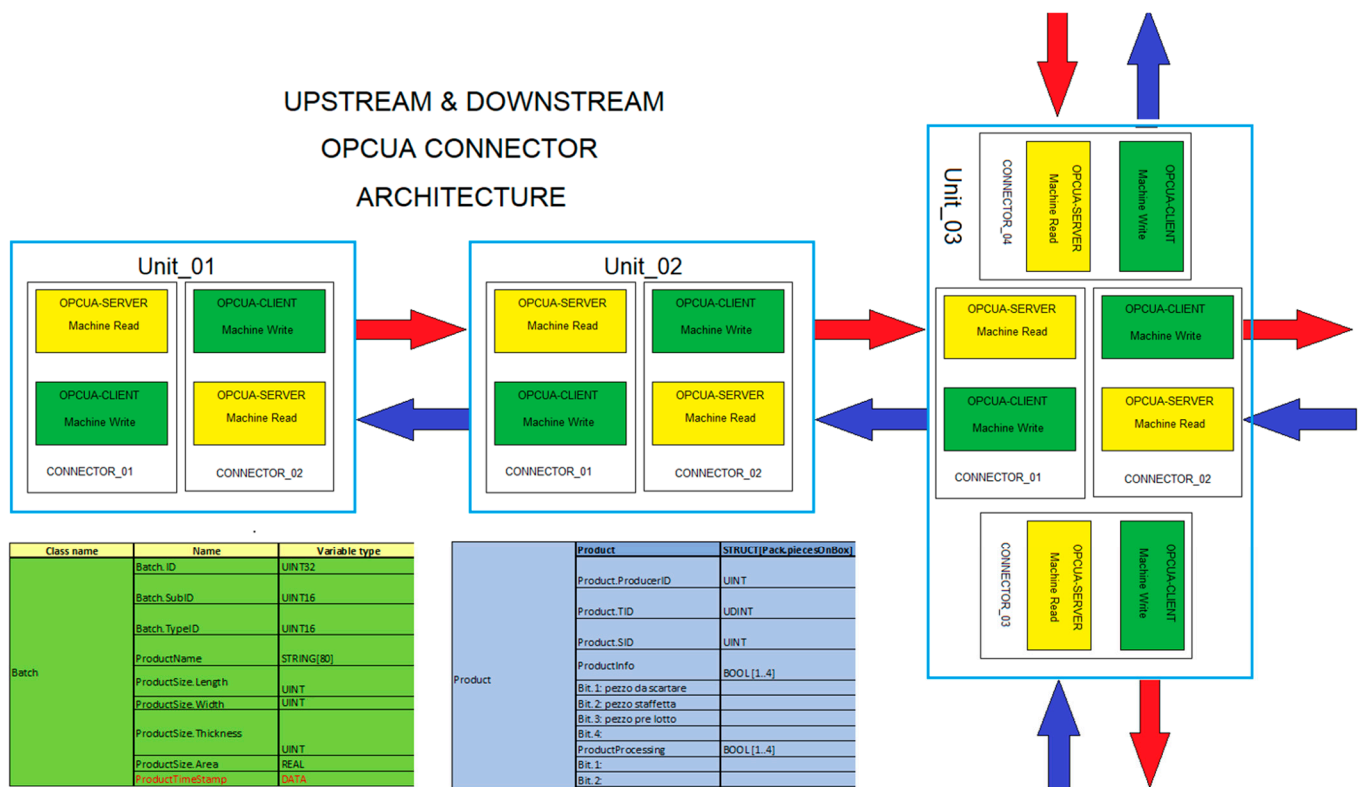 UPSTREAM & DOWNSTREAM
OPCUA CONNECTOR
ARCHITECTURE
Unit_01
OPCUA-SERVER
Machine Read
OPCUA-CLIENT
Machine Write
OPCUA-CLIENT
Machine Write
OPCUA-SERVER
Machine Read
CONNECTOR_01
CONNECTOR_02
Unit_02
OPCUA-SERVER
Machine Read
OPCUA-CLIENT
Machine Write
OPCUA-CLIENT
Machine Write
OPCUA-SERVER
Machine Read
CONNECTOR_01
CONNECTOR_02
Unit_03
CONNECTOR_04
OPCUA-SERVER
Machine Read
OPCUA-CLIENT
Machine Write
OPCUA-SERVER
Machine Read
OPCUA-CLIENT
Machine Write
OPCUA-CLIENT
Machine Write
OPCUA-SERVER
Machine Read
CONNECTOR_01
CONNECTOR_02
CONNECTOR_03
OPCUA-SERVER
Machine Read
OPCUA-CLIENT
Machine Write
Class name Name Variable type
Batch
Batch.ID UINT32
Batch.SubID UINT16
Batch.TypeID UINT16
ProductName STRING[80]
ProductSize.Length UINT
ProductSize.Width UINT
ProductSize.Thickness UINT
ProductSize.Area REAL
ProductTimeStamp DATA
Product
Product STRUCT[Pack.piecesOnBox]
Product.ProducerID UINT
Product.TID UDINT
Product.SID UINT
ProductInfo BOOL [1..4]
Bit.1: pezzo da scartare
Bit.2: pezzo staffetta
Bit.3: pezzo pre lotto
Bit.4:
ProductProcessing BOOL [1..4]
Bit.1:
Bit.2: